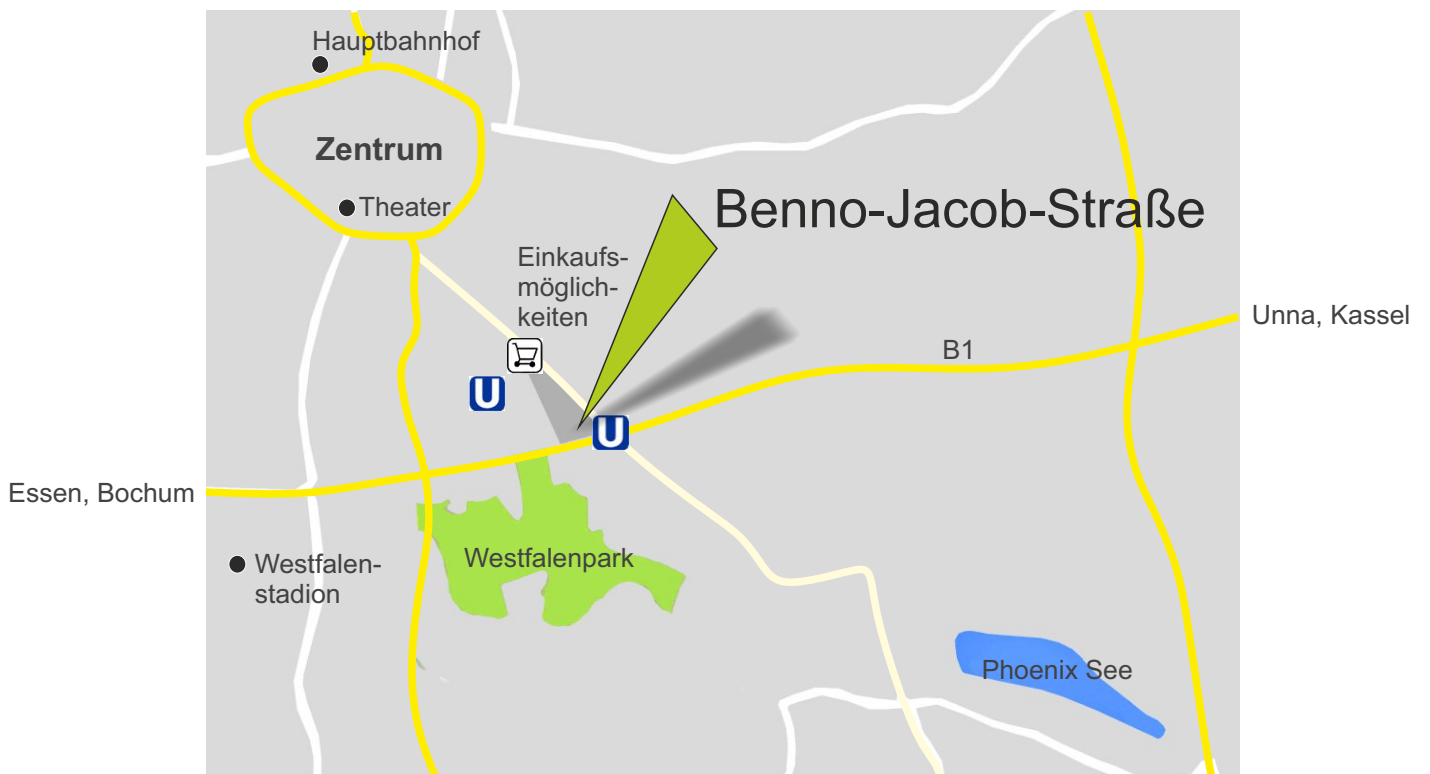 Hauptbahnhof
Zentrum
Theater
Benno-Jacob-Straße
Einkaufs-
möglich-
keiten
Unna, Kassel
B1
U
U
Essen, Bochum
Westfalenpark
Westfalen-
stadion
Phoenix See